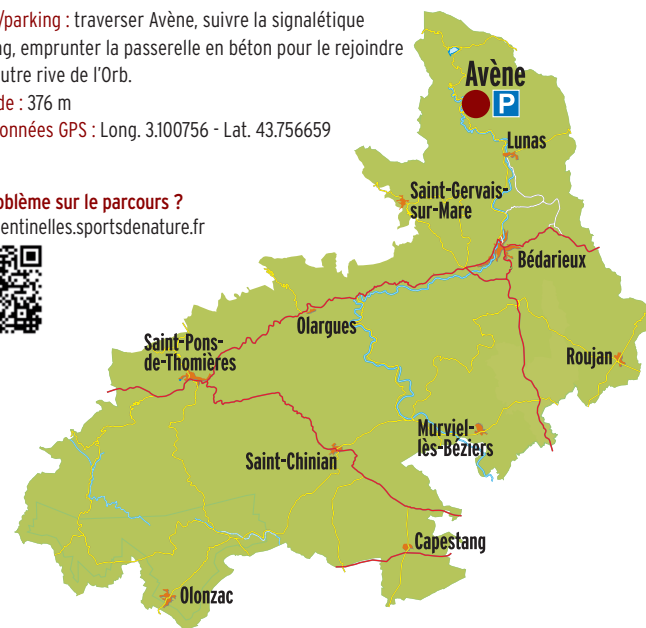 /parking : traverser Avène, suivre la signalétique
g, emprunter la passerelle en béton pour le rejoindre
utre rive de l'Orb.
de : 376 m
onnées GPS : Long. 3.100756 - Lat. 43.756659
oblème sur le parcours ?
entinelles.sportsdenature.fr
Avène
P
Lunas
Saint-Gervais-
sur-Mare
Bédarieux
Olargues
Saint-Pons-
de-Thomières
Roujan
Murviel-
lès-Béziers
Saint-Chinian
Capestang
Olonzac